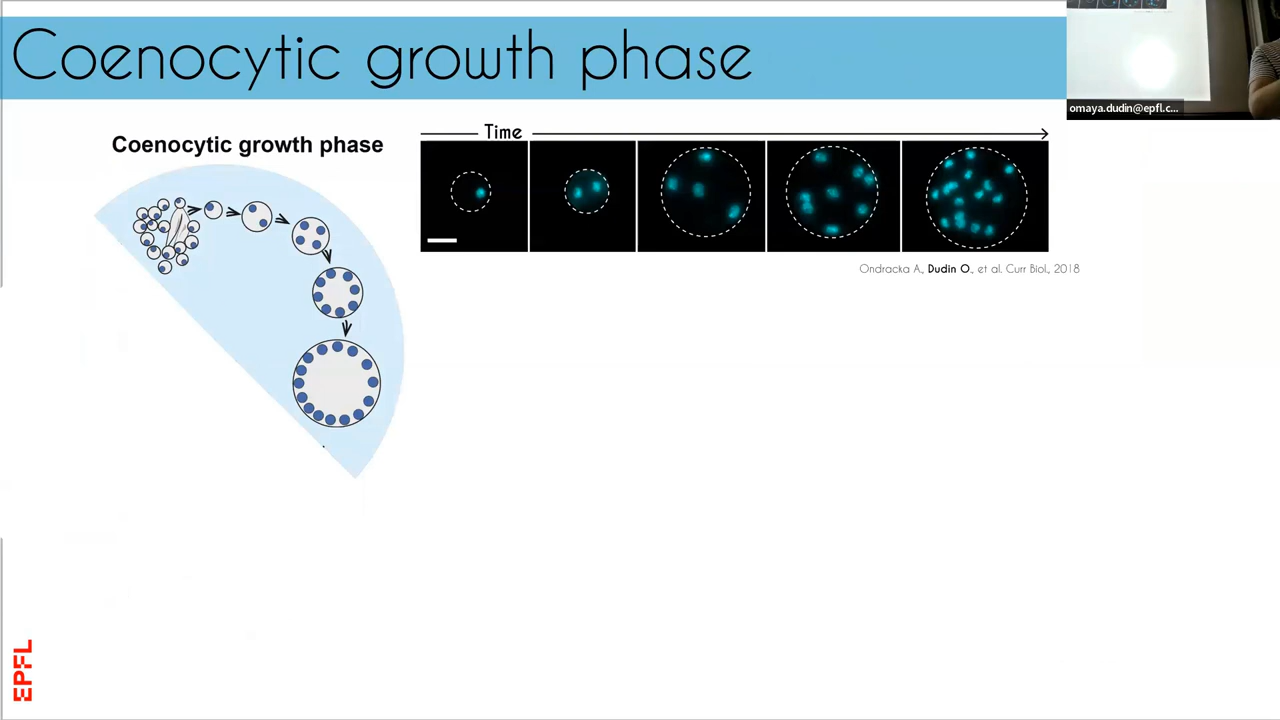 Coenocytic growth phase
omaya.dudin@epfl.c...
Coenocytic growth phase
Time
Ondracka A., Dudin O., et al. Curr Biol., 2018
EPFL